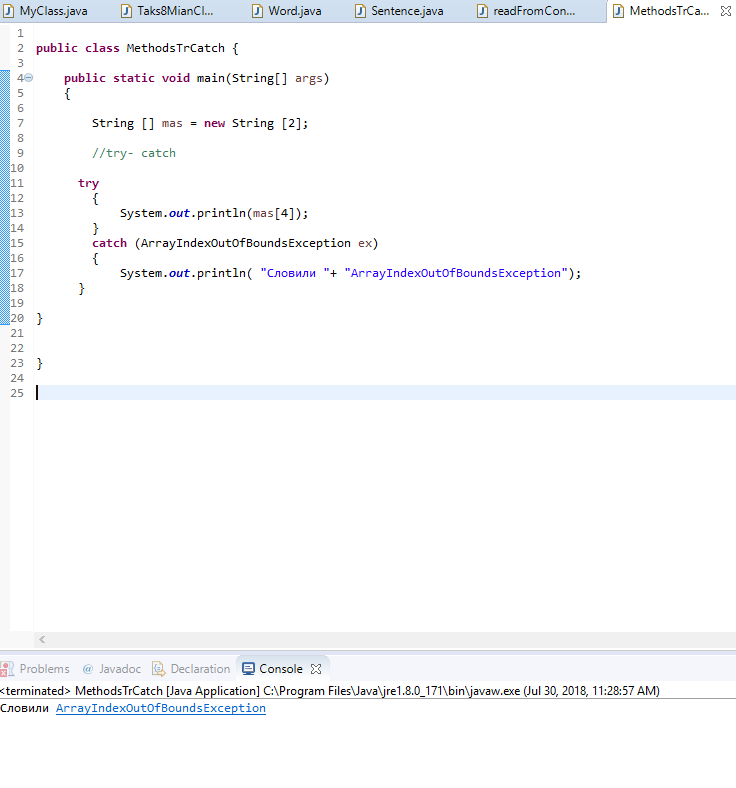 MyClass.java Taks8MianCl... Word.java Sentence.java readFromCon... MethodsTrCa...
1
2 public class MethodsTrCatch {
3
4 public static void main(String[] args)
5 {
6
7 String [] mas = new String [2];
8
9 //try- catch
10
11 try
12 {
13 System.out.println(mas[4]);
14 }
15 catch (ArrayIndexOutOfBoundsException ex)
16 {
17 System.out.println( "Словили "+ "ArrayIndexOutOfBoundsException");
18 }
19
20 }
21
22
23 }
24
25
Problems @ Javadoc Declaration Console
<terminated> MethodsTrCatch [Java Application] C:\Program Files\Java\jre1.8.0_171\bin\javaw.exe (Jul 30, 2018, 11:28:57 AM)
Словили ArrayIndexOutOfBoundsException